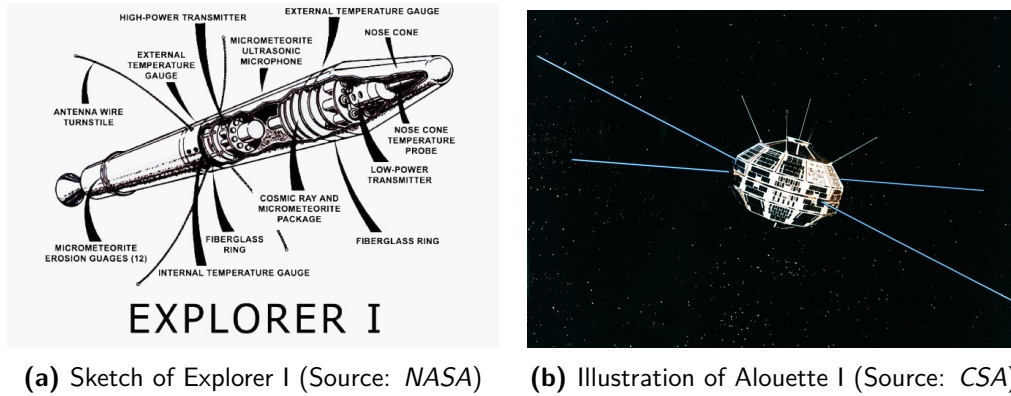 HIGH-POWER TRANSMITTER
EXTERNAL TEMPERATURE GAUGE
MICROMETEORITE
ULTRASONIC
MICROPHONE
NOSE CONE
EXTERNAL
TEMPERATURE
GAUGE
ANTENNA WIRE
TURNSTILE
NOSE CONE
TEMPERATURE
PROBE
LOW-POWER
TRANSMITTER
COSMIC RAY AND
MICROMETEORITE
PACKAGE
FIBERGLASS
RING
FIBERGLASS RING
MICROMETEORITE
EROSION GUAGES (12)
INTERNAL TEMPERATURE GAUGE
EXPLORER I
(a) Sketch of Explorer I (Source: NASA)
(b) Illustration of Alouette I (Source: CSA)